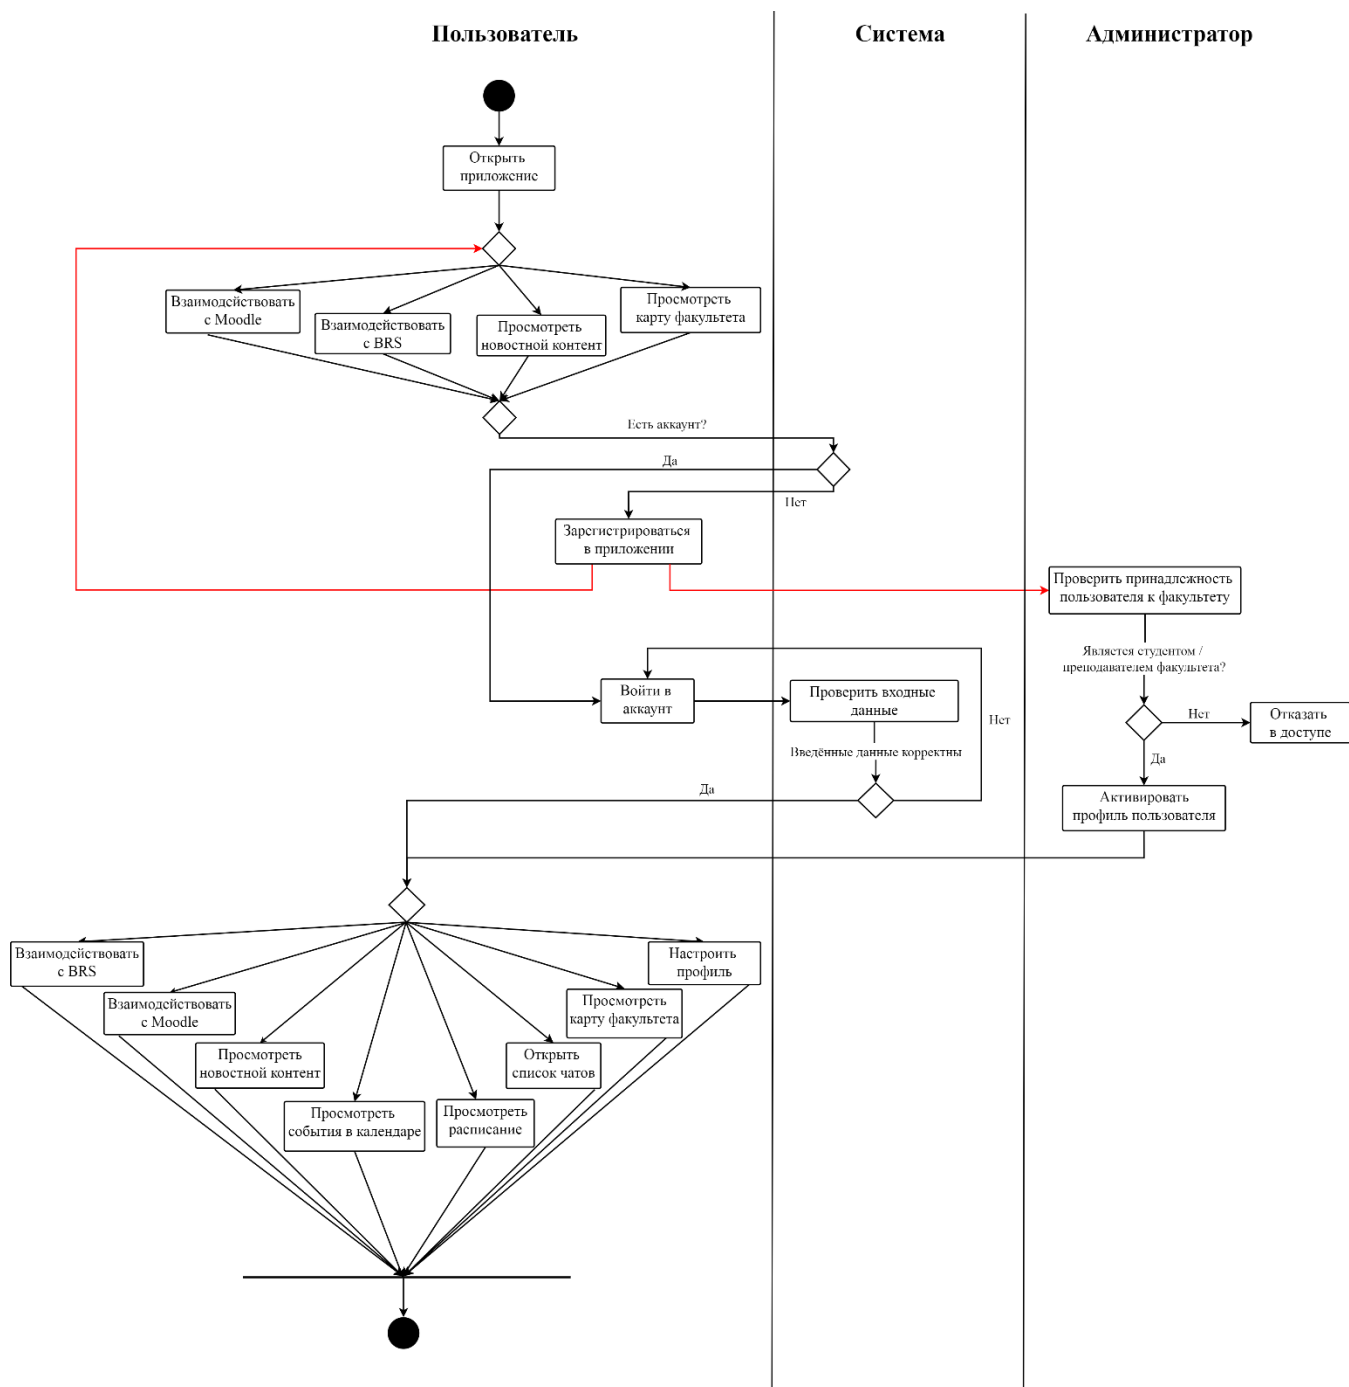 Пользователь
Система
Администратор
Открыть
приложение
Взаимодействовать
с Moodle
Взаимодействовать
с BRS
Просмотреть
новостной контент
Просмотреть
карту факультета
Есть аккаунт?
Да
Нет
Зарегистрироваться
в приложении
Проверить принадлежность
пользователя к факультету
Является студентом /
преподавателем факультета?
Войти в
аккаунт
Проверить входные
данные
Нет
Нет
Отказать
в доступе
Введённые данные корректны
Да
Да
Активировать
профиль пользователя
Взаимодействовать
с BRS
Взаимодействовать
с Moodle
Просмотреть
новостной контент
Просмотреть
события в календаре
Просмотреть
расписание
Открыть
список чатов
Просмотреть
карту факультета
Настроить
профиль